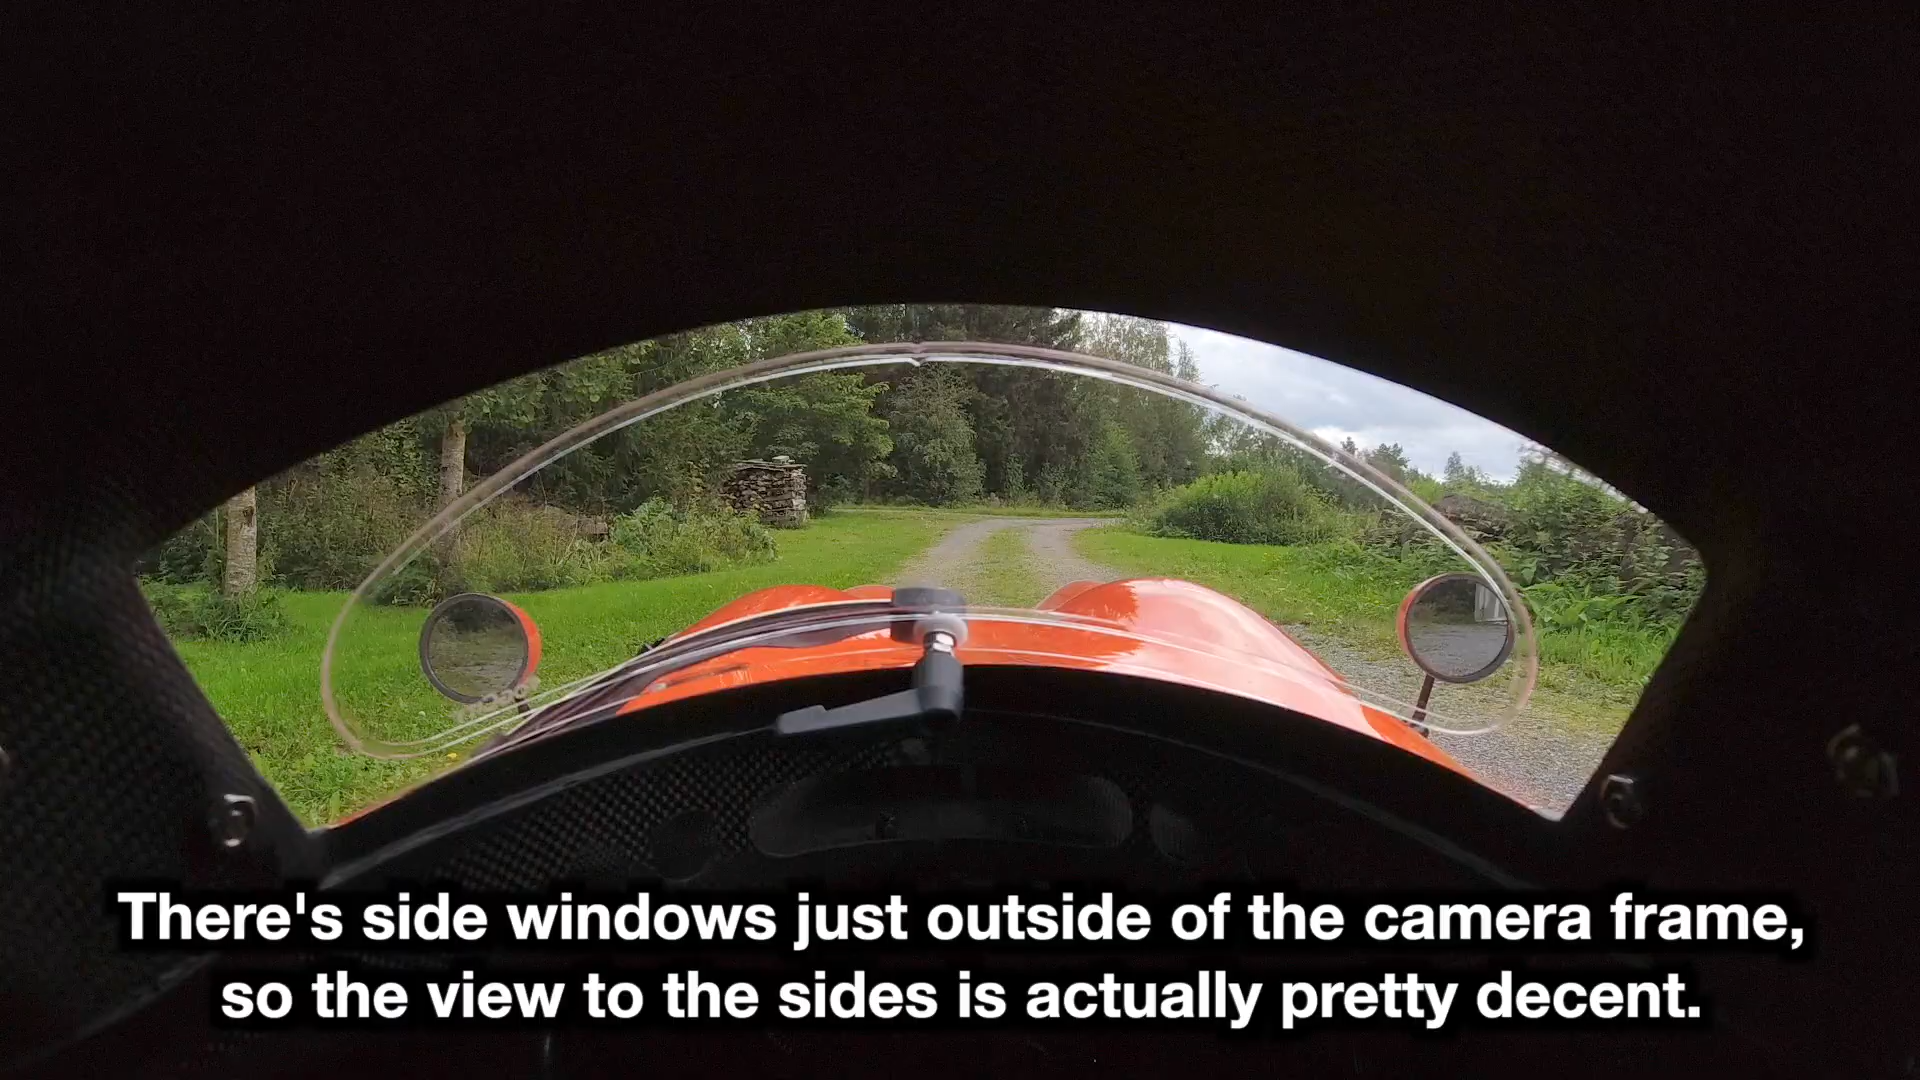 There's side windows just outside of the camera frame,
so the view to the sides is actually pretty decent.